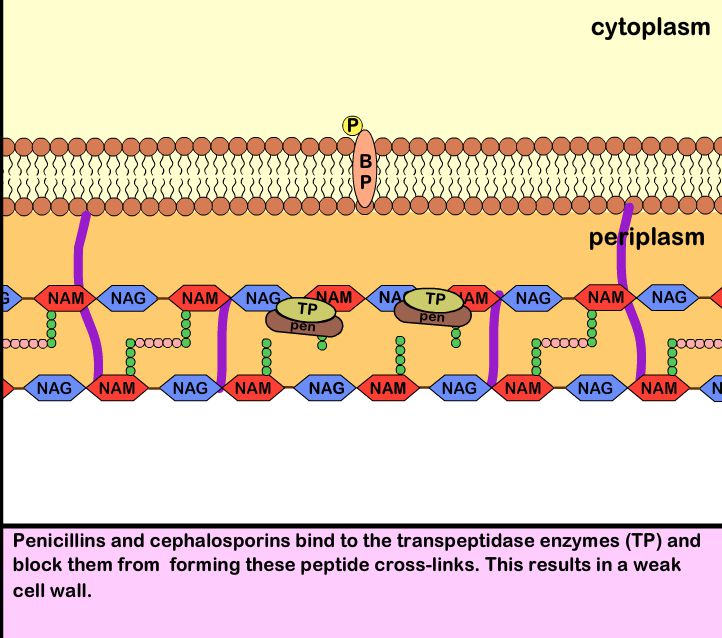 cytoplasm
P
B
P
periplasm
G NAM NAG NAM NAG NAM NA AM NAG NAM NAG
TP TP
pen pen
NAG NAM NAG NAM NAG NAM NAG NAM NAG NAM N
Penicillins and cephalosporins bind to the transpeptidase enzymes (TP) and
block them from forming these peptide cross-links. This results in a weak
cell wall.